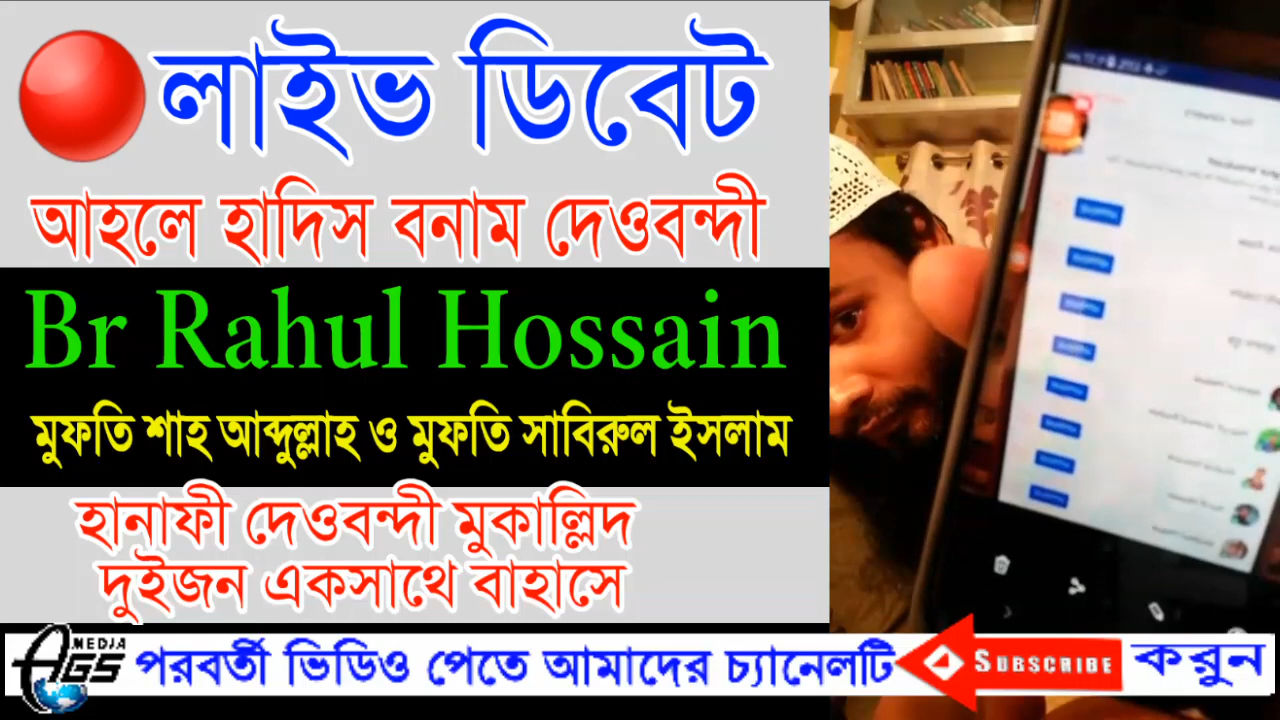 লাইভ ডিবেট
আহলে হাদিস বনাম দেওবন্দী
Br Rahul Hossain
মুফতি শাহ আব্দুল্লাহ ও মুফতি সাবিরুল ইসলাম
হানাফী দেওবন্দী মুকাল্লিদ
দুইজন একসাথে বাহাসে
AGS MEDIA
পরবর্তী ভিডিও পেতে আমাদের চ্যানেলটি SUBSCRIBE করুন